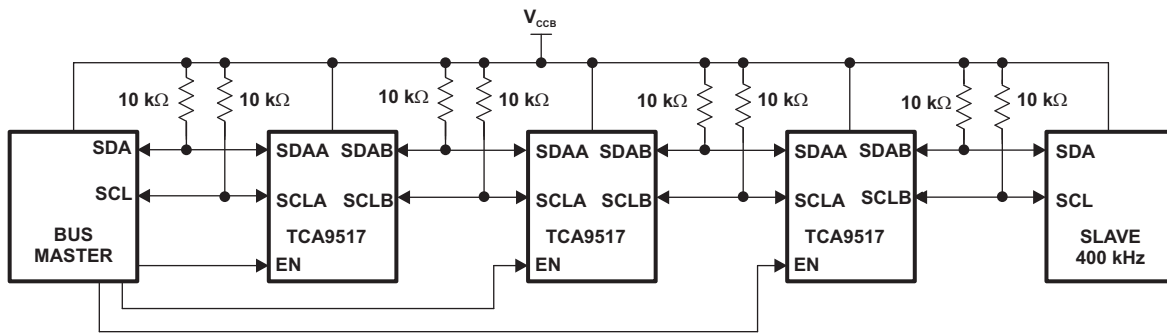 VCCB
10 kΩ 10 kΩ 10 kΩ 10 kΩ 10 kΩ 10 kΩ 10 kΩ 10 kΩ
SDA SDAA SDAB SDAA SDAB SDAA SDAB SDA
SCL SCLA SCLB SCLA SCLB SCLA SCLB SCL
BUS
MASTER
TCA9517 TCA9517 TCA9517
SLAVE
400 kHz
EN EN EN